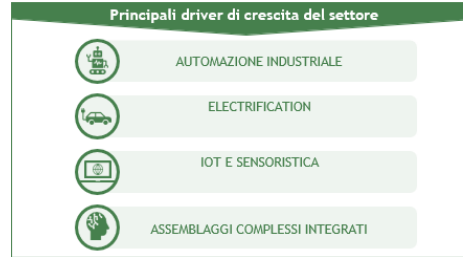 Principali driver di crescita del settore
AUTOMAZIONE INDUSTRIALE
ELECTRIFICATION
IOT E SENSORISTICA
ASSEMBLAGGI COMPLESSI INTEGRATI